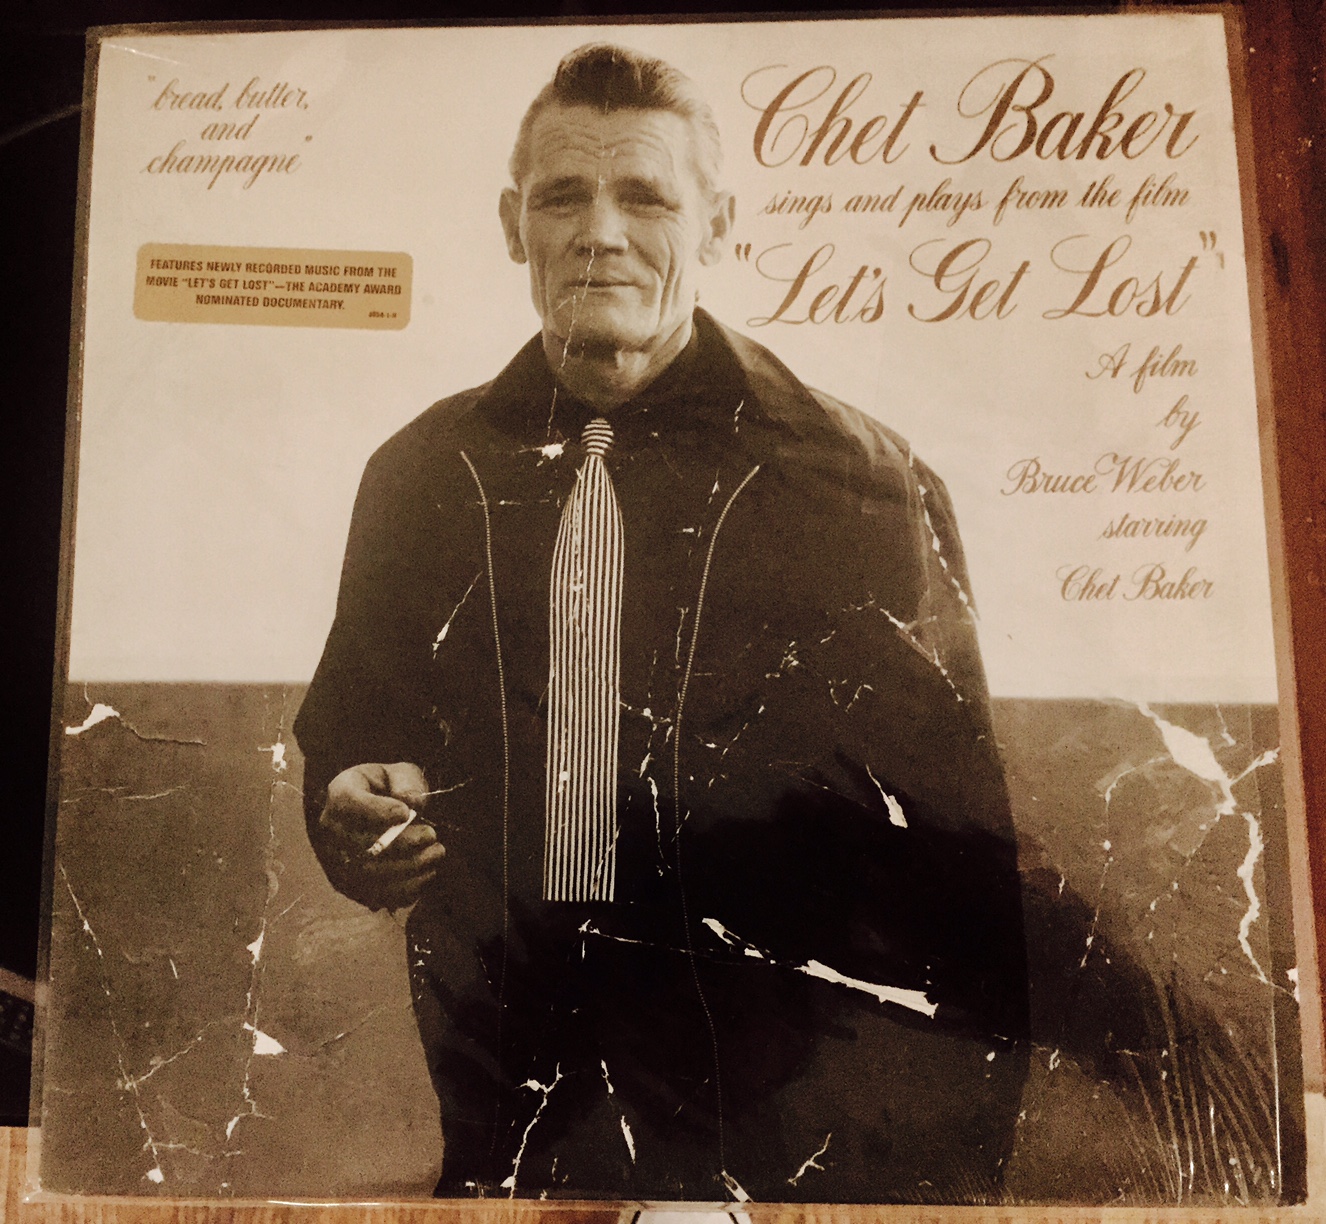 "bread, butter,
and
champagne"
FEATURES NEWLY RECORDED MUSIC FROM THE
MOVIE "LET'S GET LOST"—THE ACADEMY AWARD
NOMINATED DOCUMENTARY.
Chet Baker
sings and plays from the film
"Let's Get Lost"
A film
by
Bruce Weber
starring
Chet Baker